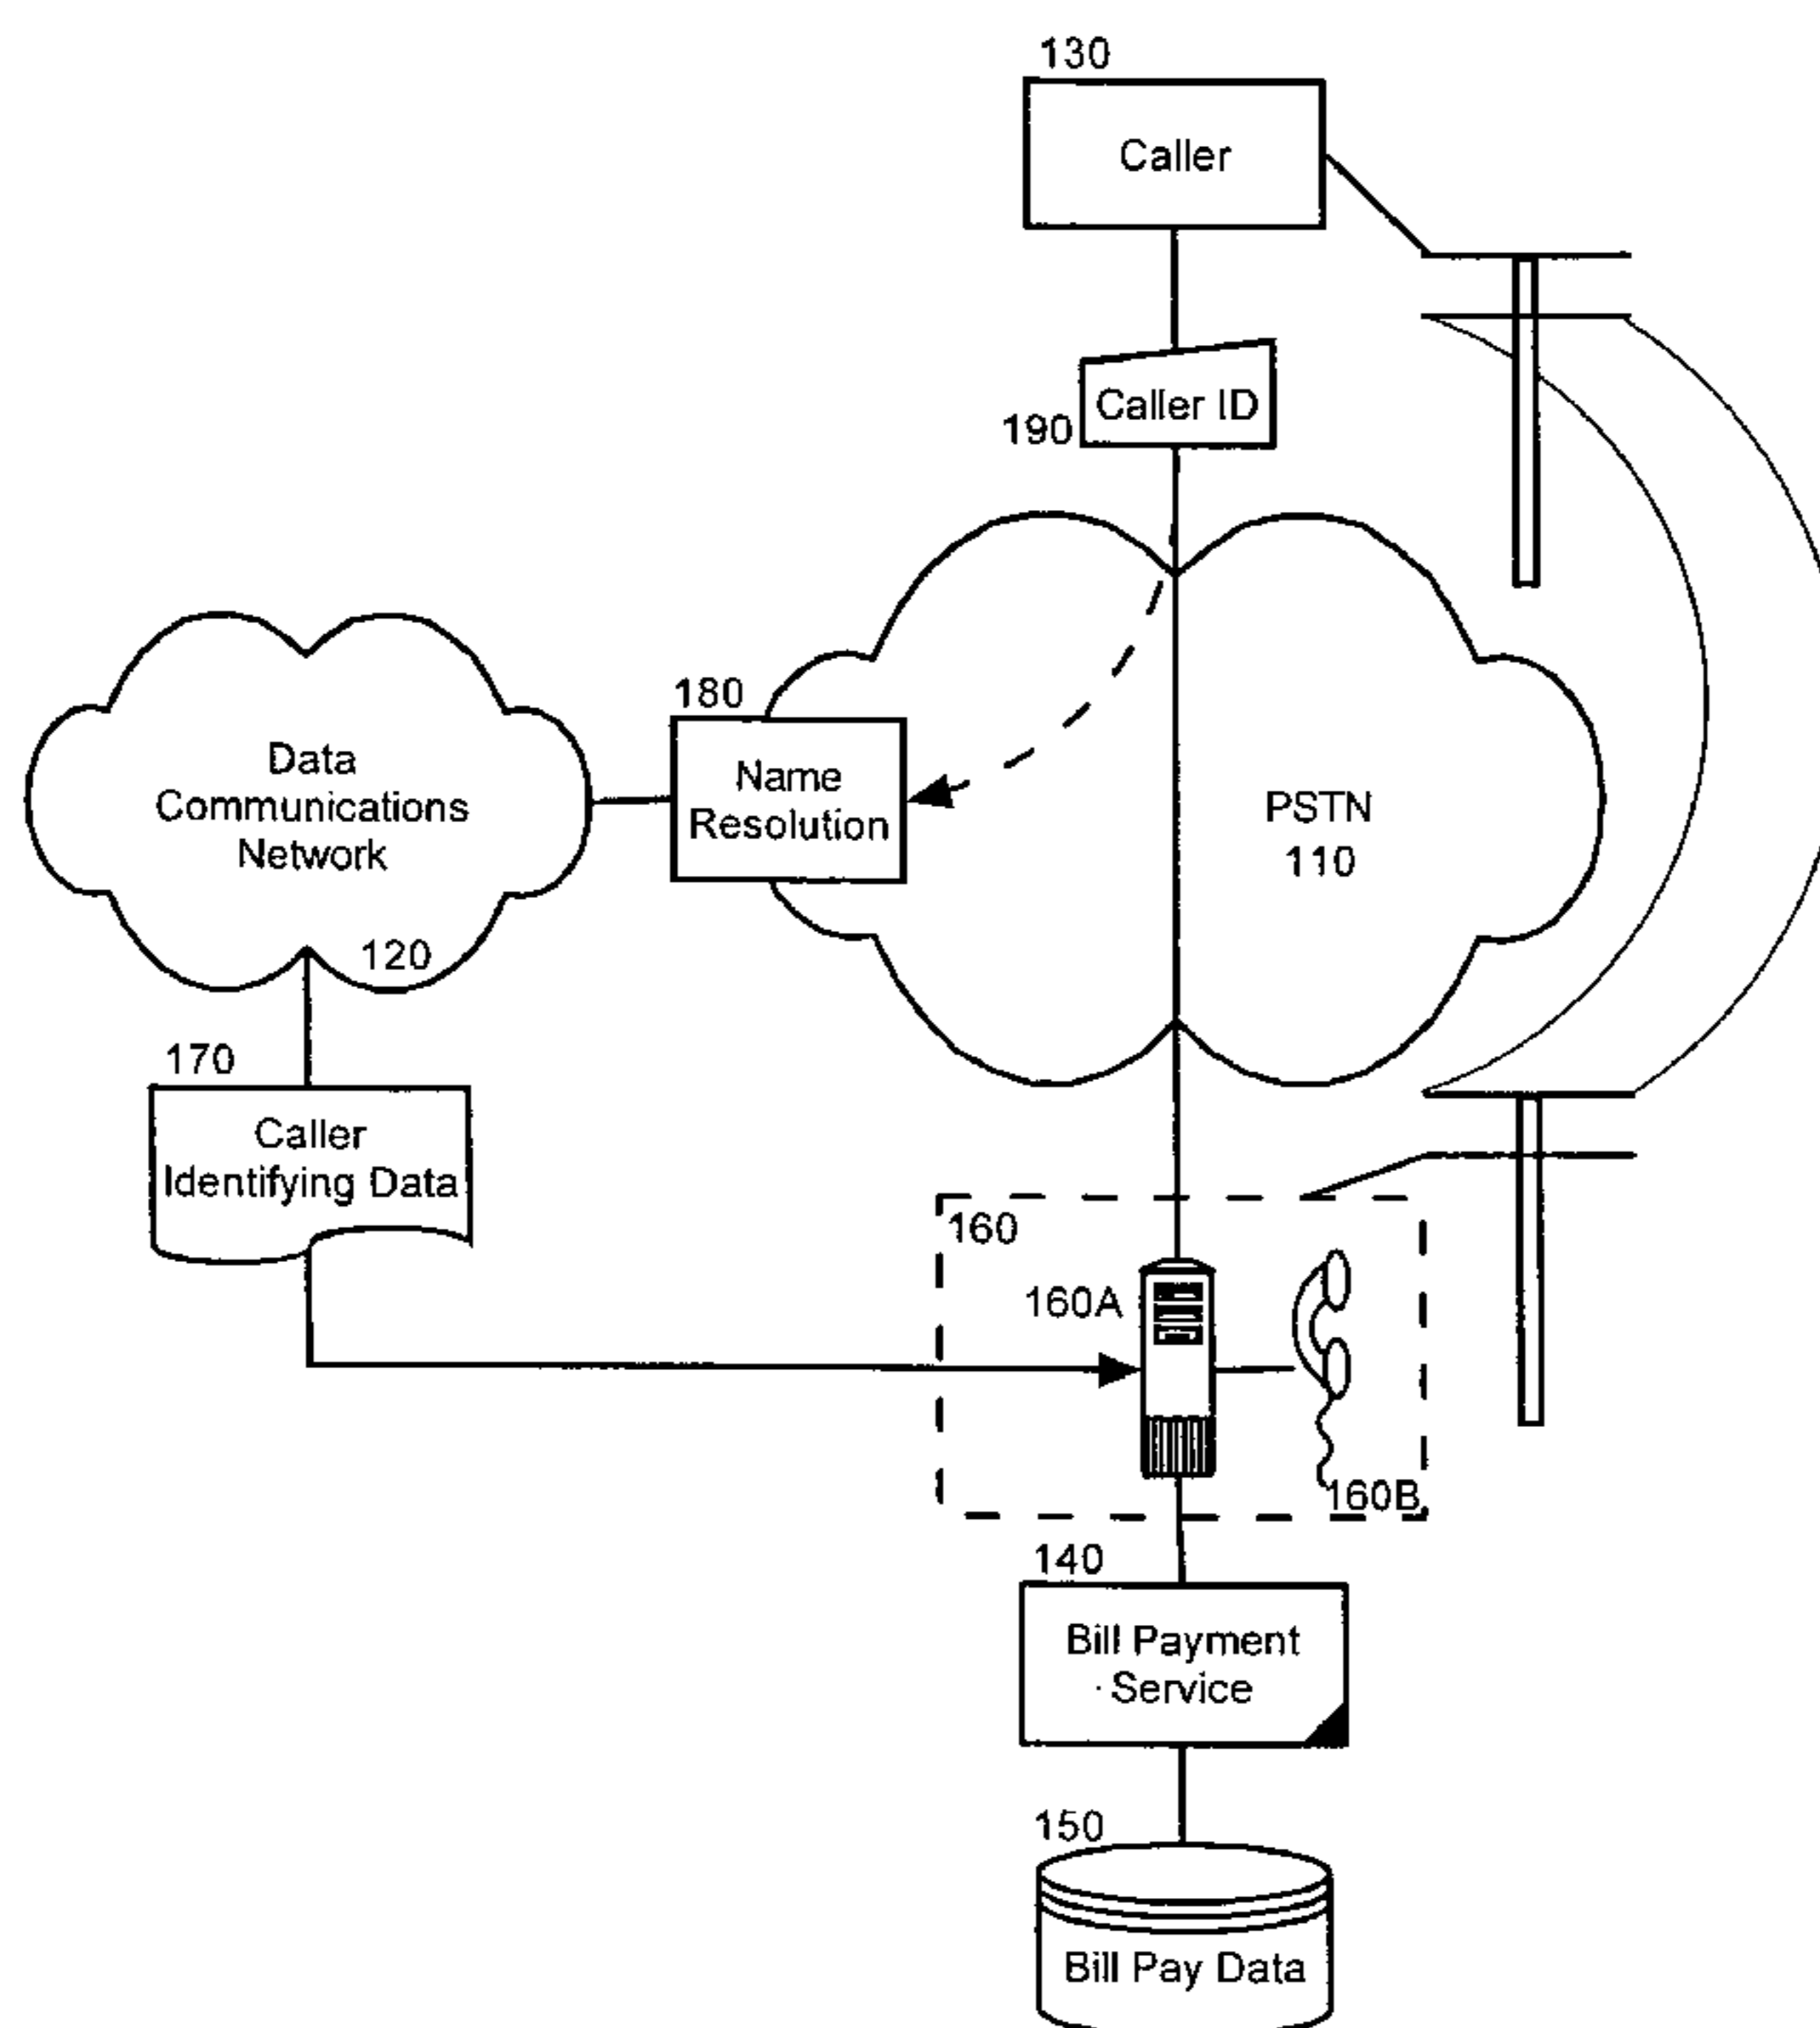 130
Caller
Caller ID
190
180
Name
Resolution
Data
Communications
Network
120
PSTN
110
170
Caller
Identifying Data
160
160A
160B
140
Bill Payment
Service
150
Bill Pay Data